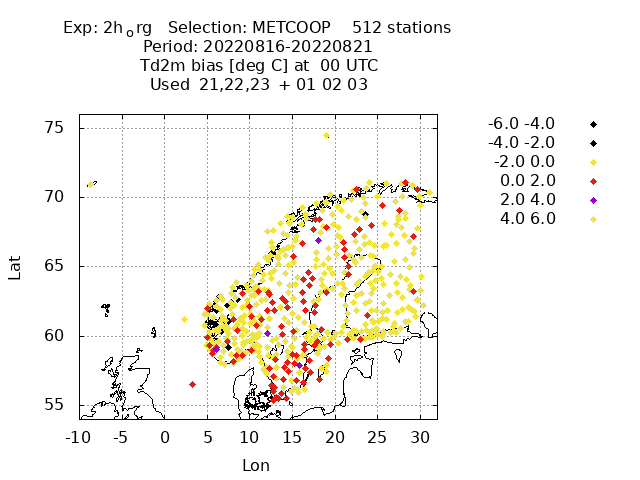 Exp: 2h_org Selection: METCOOP 512 stations
Period: 20220816-20220821
Td2m bias [deg C] at 00 UTC
Used 21,22,23 + 01 02 03
-6.0 -4.0
-4.0 -2.0
-2.0 0.0
0.0 2.0
2.0 4.0
4.0 6.0
75
70
65
60
55
Lat
-10 -5 0 5 10 15 20 25 30
Lon